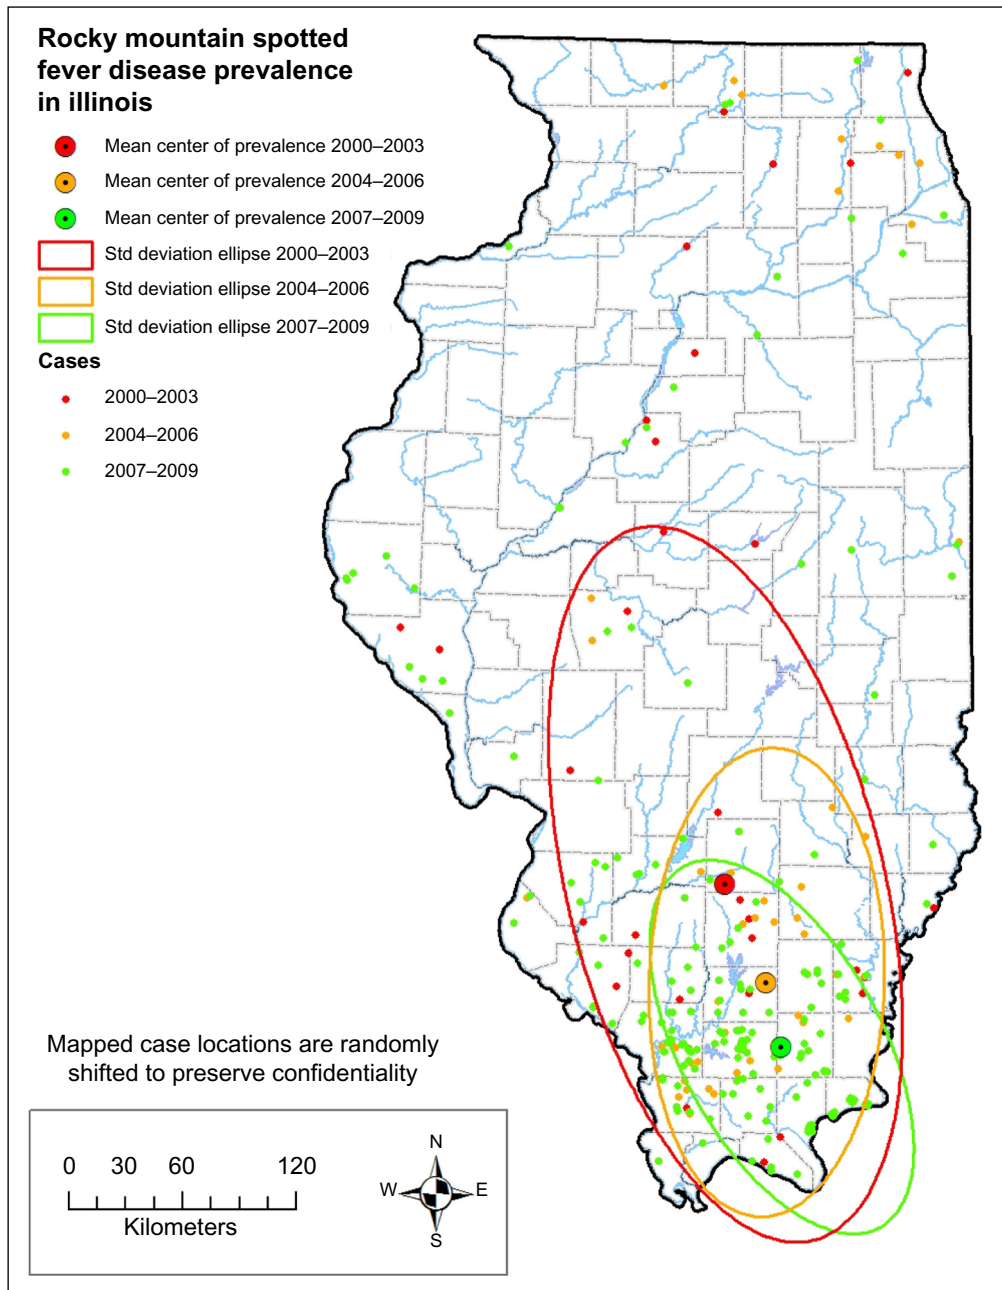 Rocky mountain spotted
fever disease prevalence
in illinois
Mean center of prevalence 2000–2003
Mean center of prevalence 2004–2006
Mean center of prevalence 2007–2009
Std deviation ellipse 2000–2003
Std deviation ellipse 2004–2006
Std deviation ellipse 2007–2009
Cases
2000–2003
2004–2006
2007–2009
Mapped case locations are randomly
shifted to preserve confidentiality
0 30 60 120
Kilometers
N
W E
S